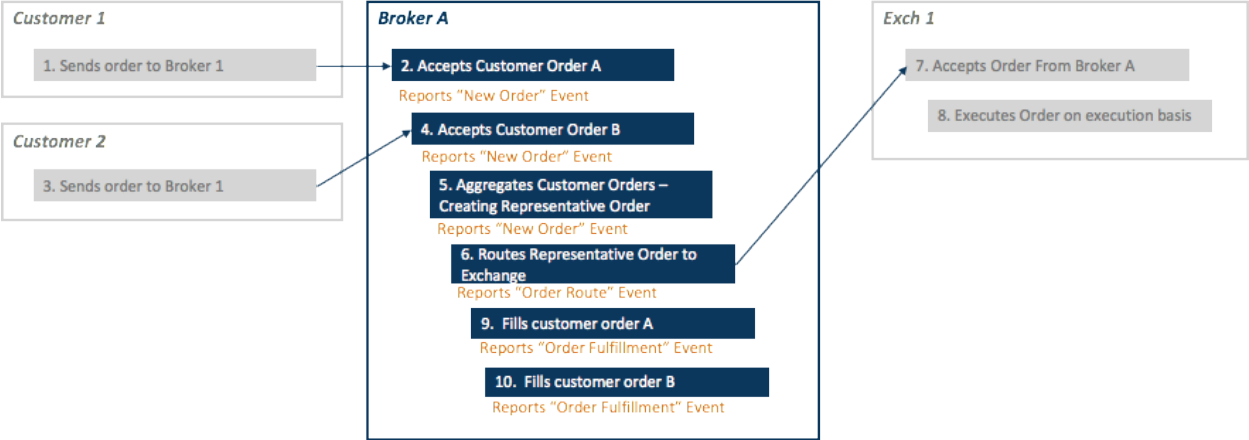 Customer 1
1. Sends order to Broker 1
Customer 2
3. Sends order to Broker 1
Broker A
2. Accepts Customer Order A
Reports "New Order" Event
4. Accepts Customer Order B
Reports "New Order" Event
5. Aggregates Customer Orders –
Creating Representative Order
Reports "New Order" Event
6. Routes Representative Order to
Exchange
Reports "Order Route" Event
9. Fills customer order A
Reports "Order Fulfillment" Event
10. Fills customer order B
Reports "Order Fulfillment" Event
Exch 1
7. Accepts Order From Broker A
8. Executes Order on execution basis